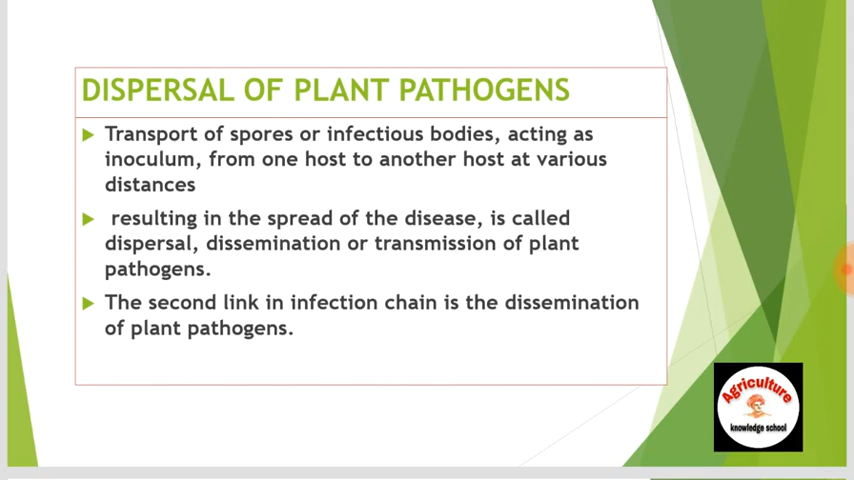 DISPERSAL OF PLANT PATHOGENS
Transport of spores or infectious bodies, acting as
inoculum, from one host to another host at various
distances
resulting in the spread of the disease, is called
dispersal, dissemination or transmission of plant
pathogens.
The second link in infection chain is the dissemination
of plant pathogens.
Agriculture
knowledge school